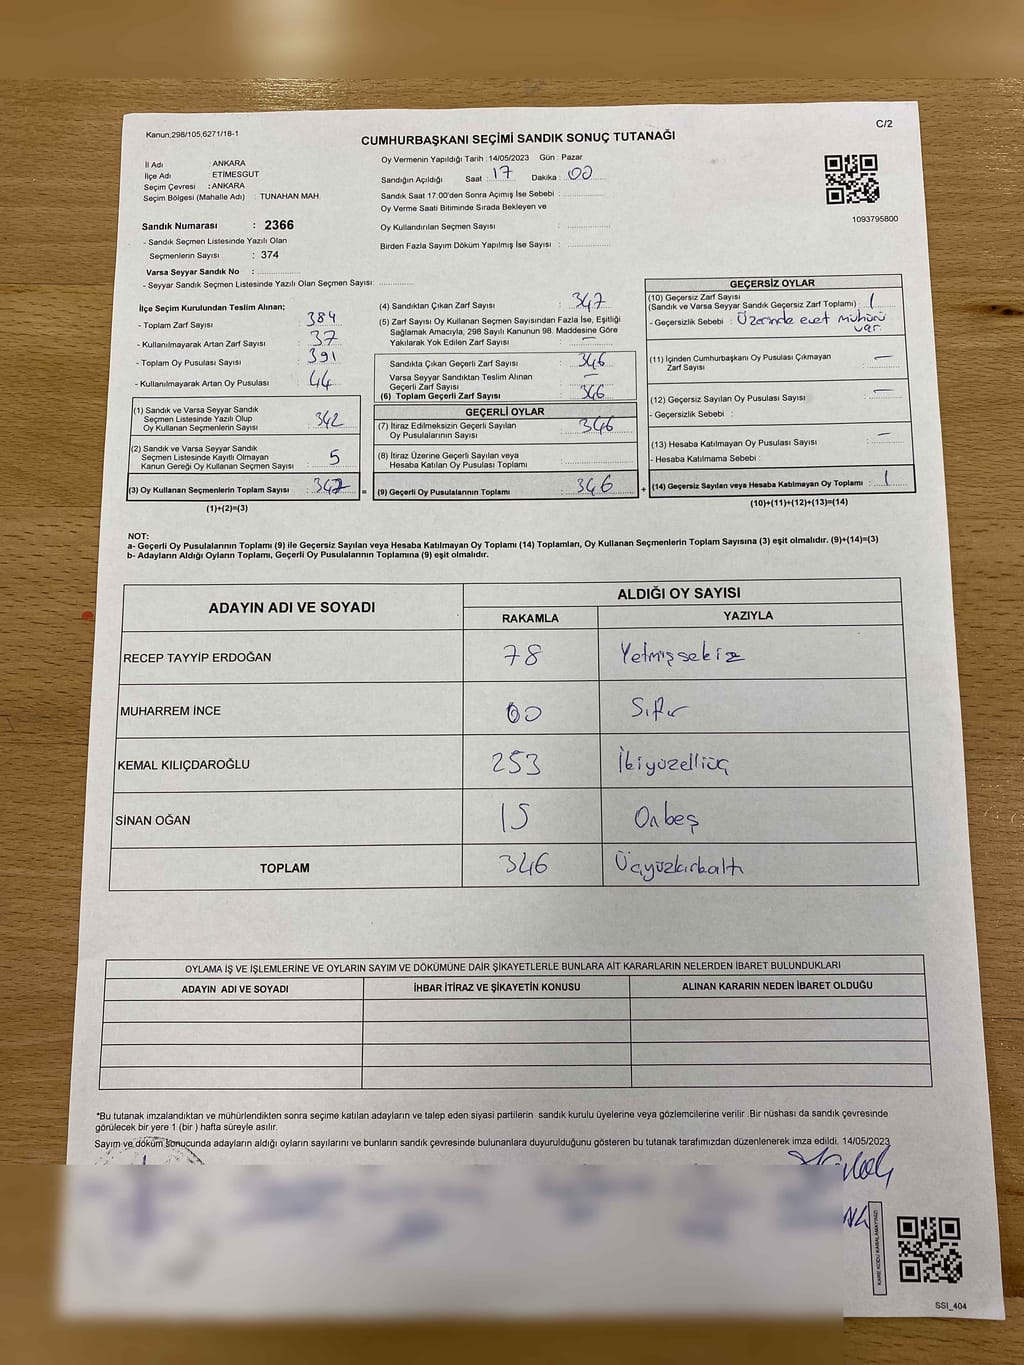 Kanun,298/105,6271/18-1
C/2
CUMHURBAŞKANI SEÇİMİ SANDIK SONUÇ TUTANAĞI
İl Adı : ANKARA
İlçe Adı : ETİMESGUT
Seçim Çevresi : ANKARA
Seçim Bölgesi (Mahalle Adı) : TUNAHAN MAH.
Sandık Numarası : 2366
- Sandık Seçmen Listesinde Yazılı Olan
Seçmenlerin Sayısı : 374
Varsa Seyyar Sandık No :
- Seyyar Sandık Seçmen Listesinde Yazılı Olan Seçmen Sayısı:
Oy Vermenin Yapıldığı Tarih :14/05/2023 Gün : Pazar
Sandığın Açıldığı Saat : 17 Dakika : 00
Sandık Saat 17.00'den Sonra Açımış İse Sebebi :
Oy Verme Saati Bitiminde Sırada Bekleyen ve
Oy Kullandırılan Seçmen Sayısı :
Birden Fazla Sayım Döküm Yapılmış İse Sayısı :
1093795800
İlçe Seçim Kurulundan Teslim Alınan;
- Toplam Zarf Sayısı : 384
- Kullanılmayarak Artan Zarf Sayısı : 37
- Toplam Oy Pusulası Sayısı : 391
- Kullanılmayarak Artan Oy Pusulası : 44
(1) Sandık ve Varsa Seyyar Sandık
Seçmen Listesinde Yazılı Olup
Oy Kullanan Seçmenlerin Sayısı : 342
(2) Sandık ve Varsa Seyyar Sandık
Seçmen Listesinde Kayıtlı Olmayan
Kanun Gereği Oy Kullanan Seçmen Sayısı : 5
(3) Oy Kullanan Seçmenlerin Toplam Sayısı : 347 =
(1)+(2)=(3)
(4) Sandıktan Çıkan Zarf Sayısı : 347
(5) Zarf Sayısı Oy Kullanan Seçmen Sayısından Fazla İse, Eşitliği
Sağlamak Amacıyla, 298 Sayılı Kanunun 98. Maddesine Göre
Yakılarak Yok Edilen Zarf Sayısı : —
Sandıkta Çıkan Geçerli Zarf Sayısı : 346
Varsa Seyyar Sandıktan Teslim Alınan
Geçerli Zarf Sayısı : —
(6) Toplam Geçerli Zarf Sayısı : 346
GEÇERLİ OYLAR
(7) İtiraz Edilmeksizin Geçerli Sayılan
Oy Pusulalarının Sayısı : 346
(8) İtiraz Üzerine Geçerli Sayılan veya
Hesaba Katılan Oy Pusulası Toplamı :
(9) Geçerli Oy Pusulalarının Toplamı : 346 +
GEÇERSİZ OYLAR
(10) Geçersiz Zarf Sayısı
(Sandık ve Varsa Seyyar Sandık Geçersiz Zarf Toplamı) : 1
- Geçersizlik Sebebi : Üzerinde evet mühürü
var.
(11) İçinden Cumhurbaşkanı Oy Pusulası Çıkmayan
Zarf Sayısı : —
(12) Geçersiz Sayılan Oy Pusulası Sayısı : —
- Geçersizlik Sebebi :
(13) Hesaba Katılmayan Oy Pusulası Sayısı : —
- Hesaba Katılmama Sebebi :
(14) Geçersiz Sayılan veya Hesaba Katılmayan Oy Toplamı : 1
(10)+(11)+(12)+(13)=(14)
NOT:
a- Geçerli Oy Pusulalarının Toplamı (9) ile Geçersiz Sayılan veya Hesaba Katılmayan Oy Toplamı (14) Toplamları, Oy Kullanan Seçmenlerin Toplam Sayısına (3) eşit olmalıdır. (9)+(14)=(3)
b- Adayların Aldığı Oyların Toplamı, Geçerli Oy Pusulalarının Toplamına (9) eşit olmalıdır.
ADAYIN ADI VE SOYADI ALDIĞI OY SAYISI
RAKAMLA YAZIYLA
RECEP TAYYİP ERDOĞAN 78 Yetmişsekiz
MUHARREM İNCE 00 Sıfır
KEMAL KILIÇDAROĞLU 253 İkiyüzelliüç
SİNAN OĞAN 15 Onbeş
TOPLAM 346 Üçyüzkırkaltı
OYLAMA İŞ VE İŞLEMLERİNE VE OYLARIN SAYIM VE DÖKÜMÜNE DAİR ŞİKAYETLERLE BUNLARA AİT KARARLARIN NELERDEN İBARET BULUNDUKLARI
ADAYIN ADI VE SOYADI İHBAR İTİRAZ VE ŞİKAYETİN KONUSU ALINAN KARARIN NEDEN İBARET OLDUĞU
*Bu tutanak imzalandıktan ve mühürlendikten sonra seçime katılan adayların ve talep eden siyasi partilerin sandık kurulu üyelerine veya gözlemcilerine verilir .Bir nüshası da sandık çevresinde
görülecek bir yere 1 (bir ) hafta süreyle asılır.
Sayım ve döküm sonucunda adayların aldığı oyların sayılarını ve bunların sandık çevresinde bulunanlara duyurulduğunu gösteren bu tutanak tarafımızdan düzenlenerek imza edildi. 14/05/2023
KARE KODU KARALAMAYINIZ!
SSI_404